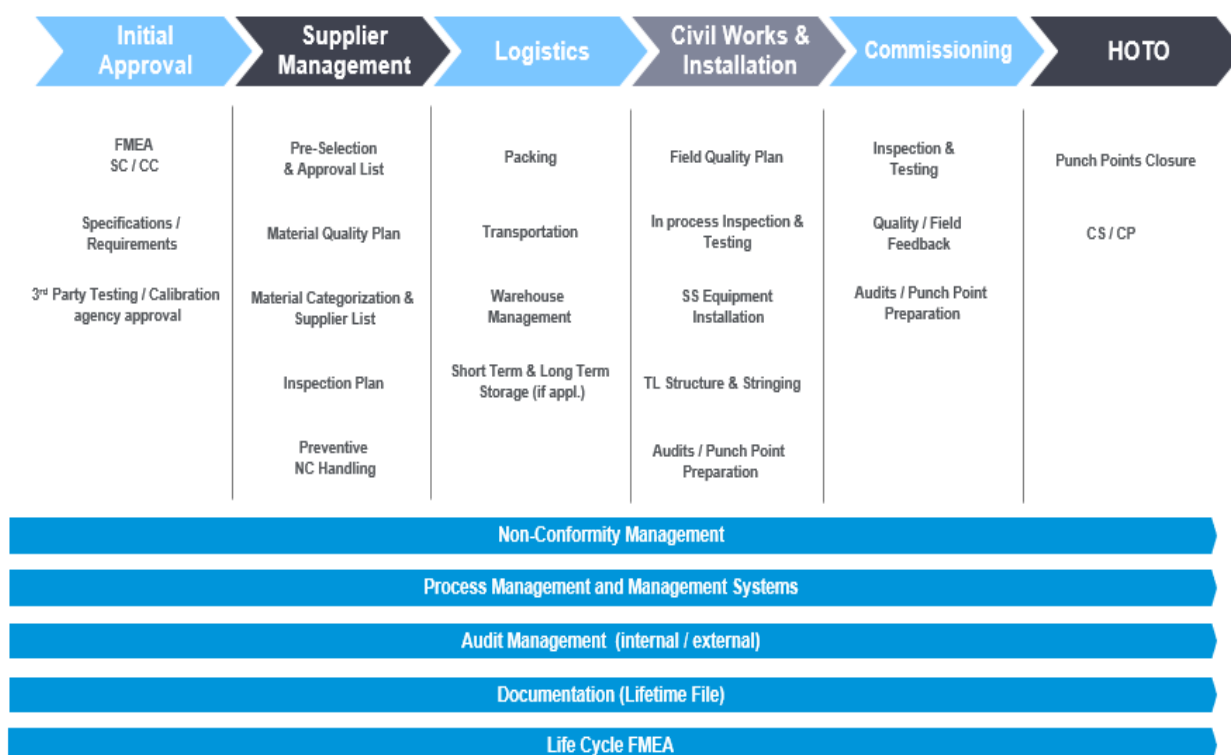 Initial
Approval
Supplier
Management
Logistics
Civil Works &
Installation
Commissioning
HOTO
FMEA
SC / CC
Specifications /
Requirements
3rd Party Testing / Calibration
agency approval
Pre-Selection
& Approval List
Material Quality Plan
Material Categorization &
Supplier List
Inspection Plan
Preventive
NC Handling
Packing
Transportation
Warehouse
Management
Short Term & Long Term
Storage (if appl.)
Field Quality Plan
In process Inspection &
Testing
SS Equipment
Installation
TL Structure & Stringing
Audits / Punch Point
Preparation
Inspection &
Testing
Quality / Field
Feedback
Audits / Punch Point
Preparation
Punch Points Closure
CS / CP
Non-Conformity Management
Process Management and Management Systems
Audit Management (internal / external)
Documentation (Lifetime File)
Life Cycle FMEA